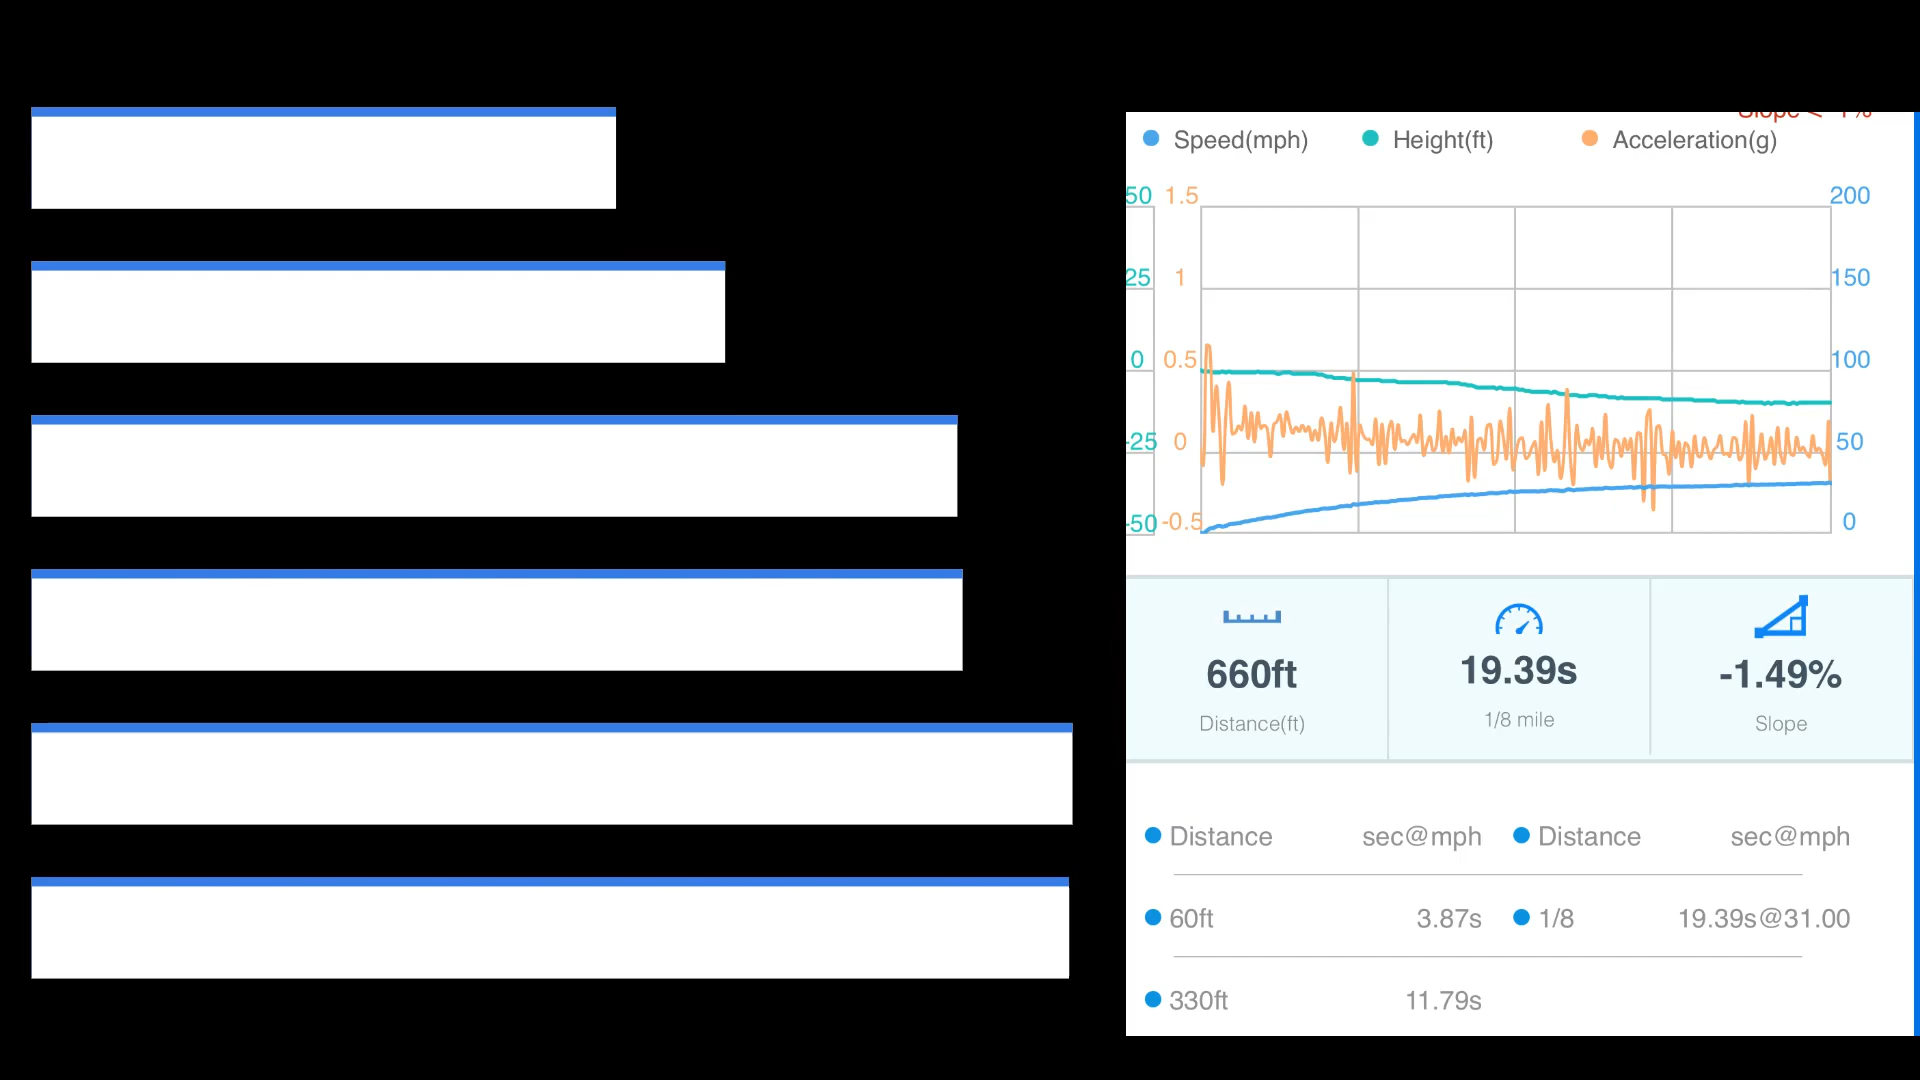 Slope < -1%
Speed(mph) Height(ft) Acceleration(g)
50 1.5 200
25 1 150
0 0.5 100
-25 0 50
-50 -0.5 0
660ft 19.39s -1.49%
Distance(ft) 1/8 mile Slope
Distance sec@mph Distance sec@mph
60ft 3.87s 1/8 19.39s@31.00
330ft 11.79s